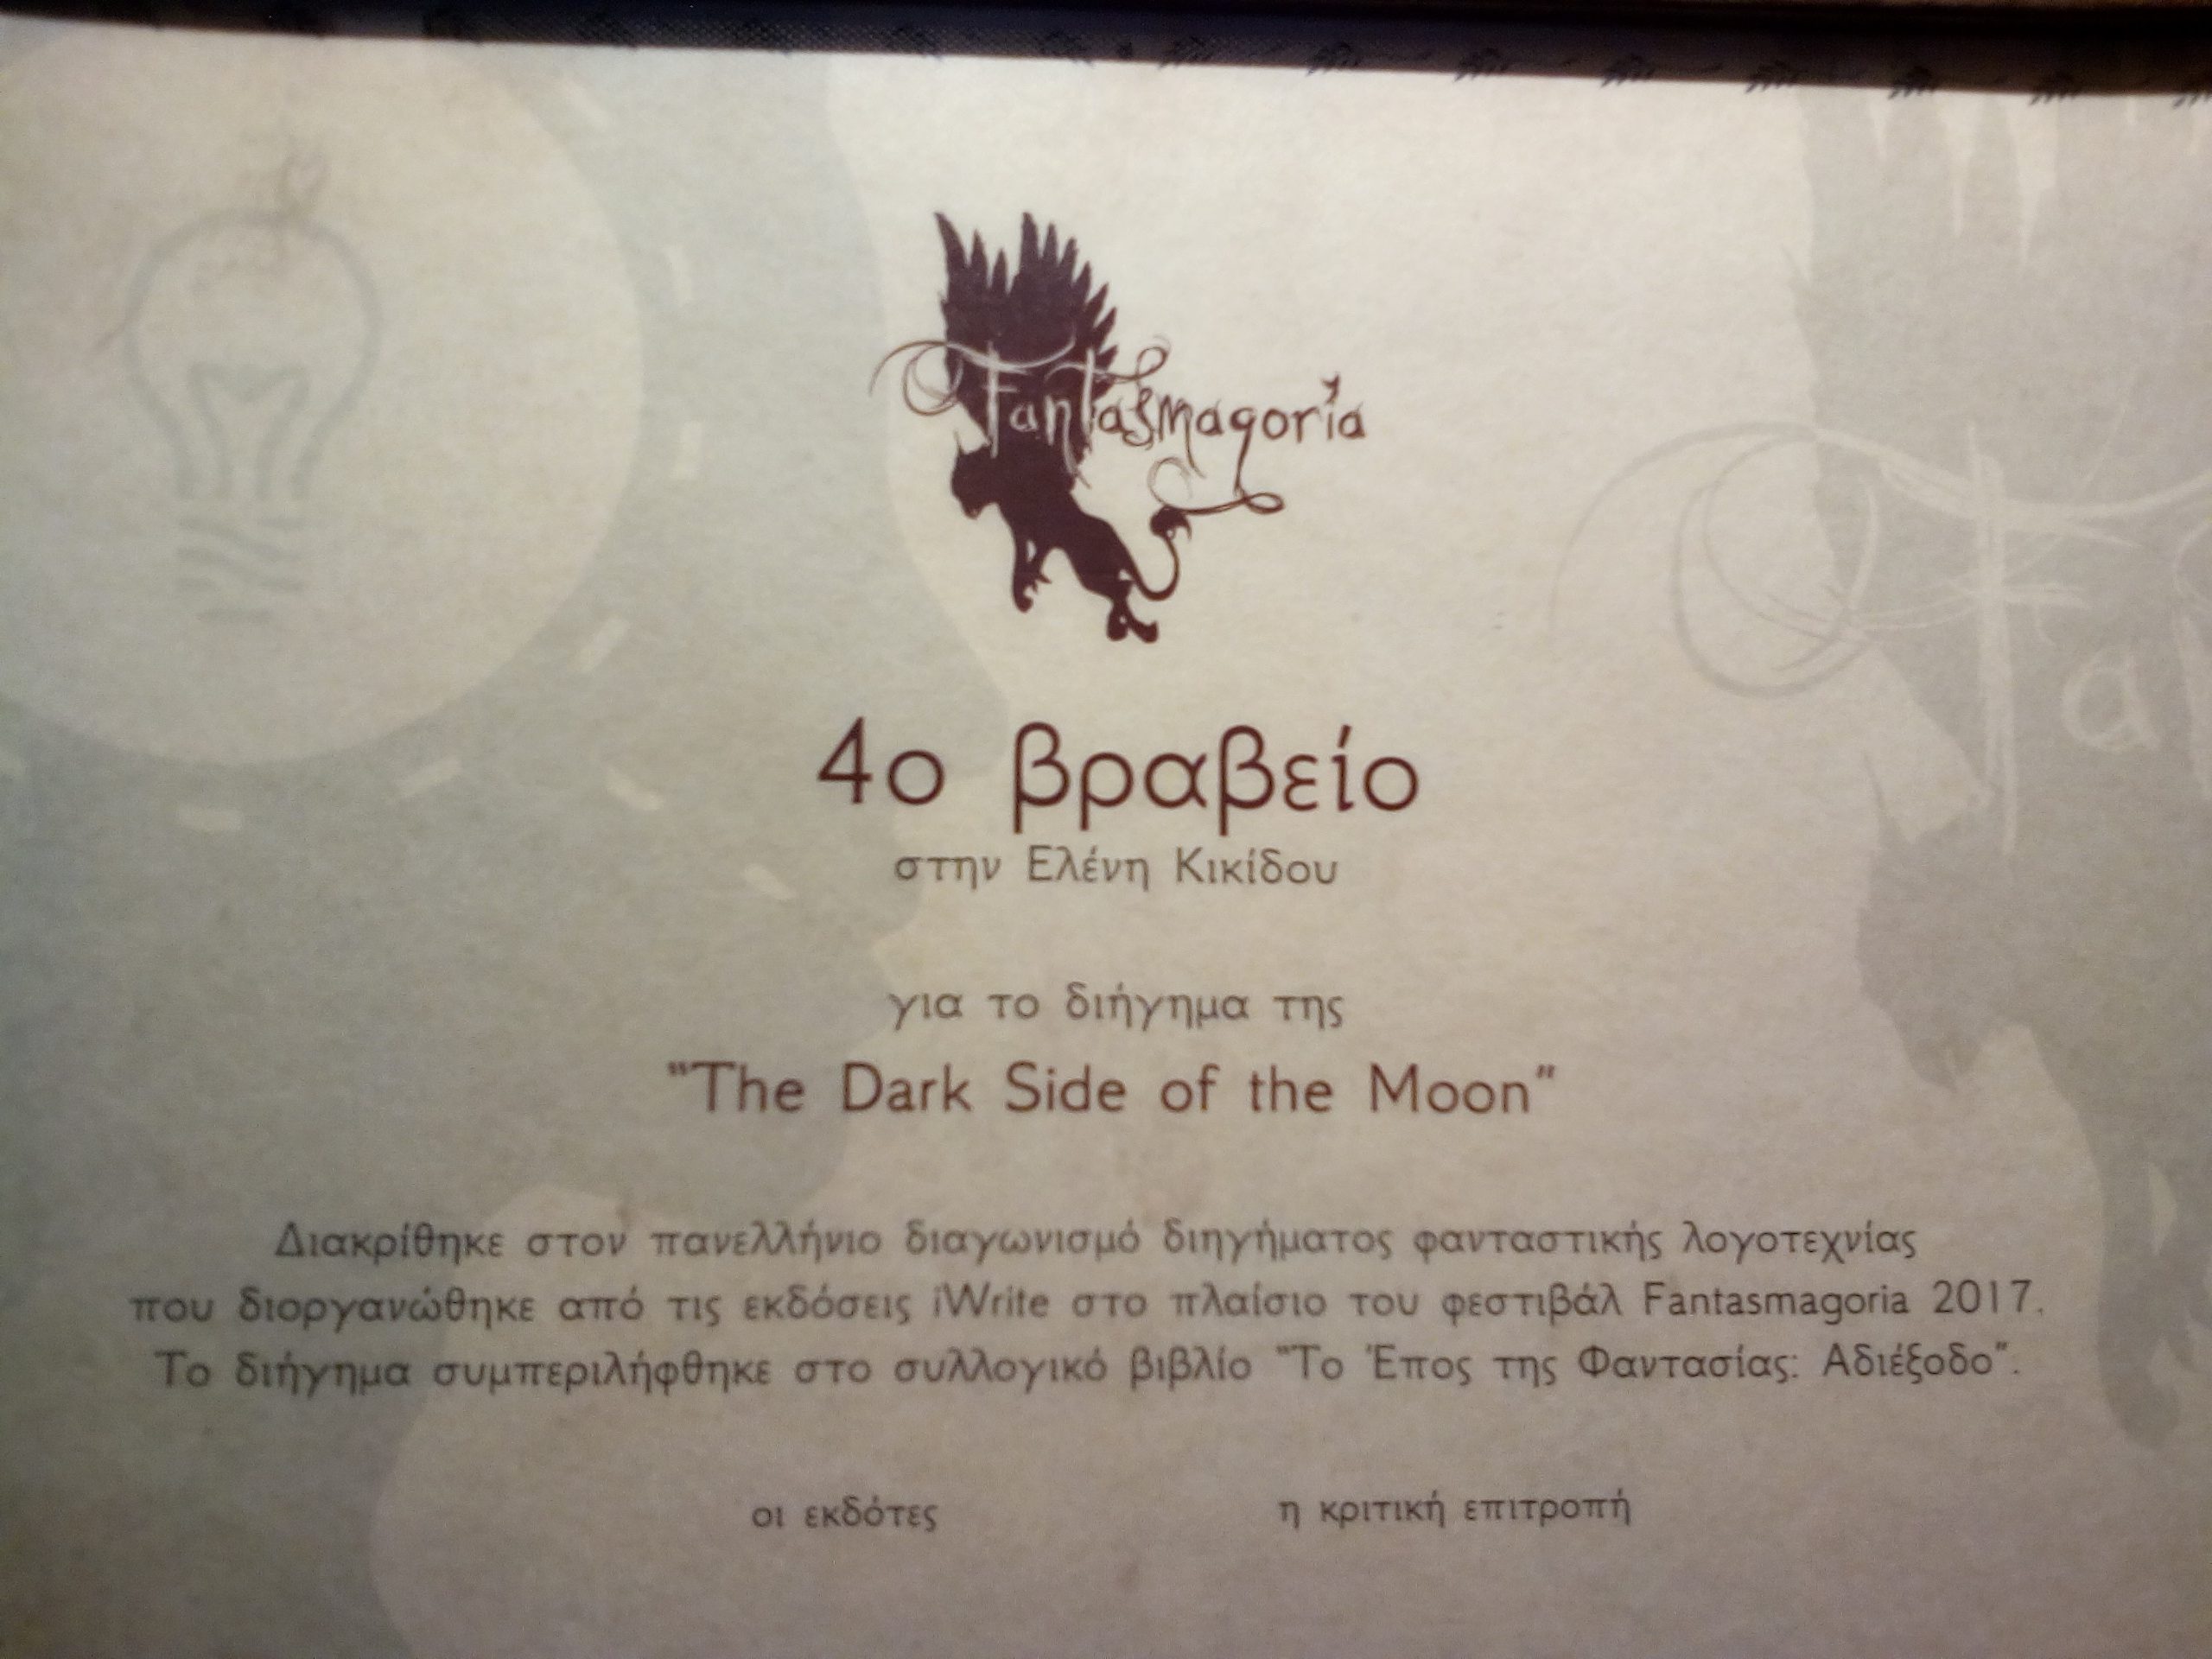 Fantasmagoria
Fa
4ο βραβείο
στην Ελένη Κικίδου
για το διήγημα της
"The Dark Side of the Moon"
Διακρίθηκε στον πανελλήνιο διαγωνισμό διηγήματος φανταστικής λογοτεχνίας
που διοργανώθηκε από τις εκδόσεις iWrite στο πλαίσιο του φεστιβάλ Fantasmagoria 2017.
Το διήγημα συμπεριλήφθηκε στο συλλογικό βιβλίο "Το Έπος της Φαντασίας: Αδιέξοδο".
οι εκδότες
η κριτική επιτροπή